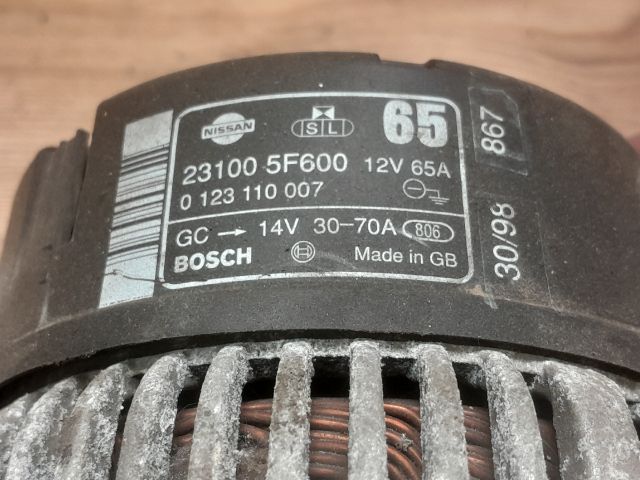 NISSAN S L 65
23100 5F600 12V 65A
0 123 110 007
GC → 14V 30-70A 806
BOSCH Made in GB
867
30/98